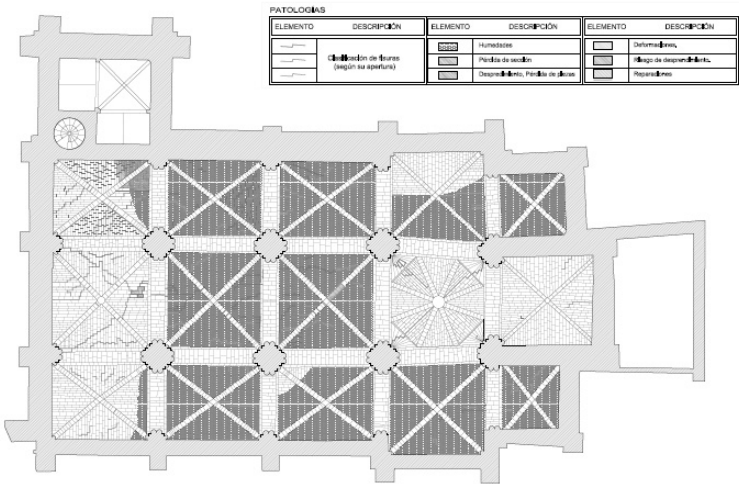 PATOLOGIAS
ELEMENTO DESCRIPCIÓN ELEMENTO DESCRIPCIÓN ELEMENTO DESCRIPCIÓN
Clasificación de fisuras
(según su apertura)
Humedades
Pérdida de sección
Desprendimiento, Pérdida de piezas
Deformaciones,
Riesgo de desprendimiento.
Reparaciones